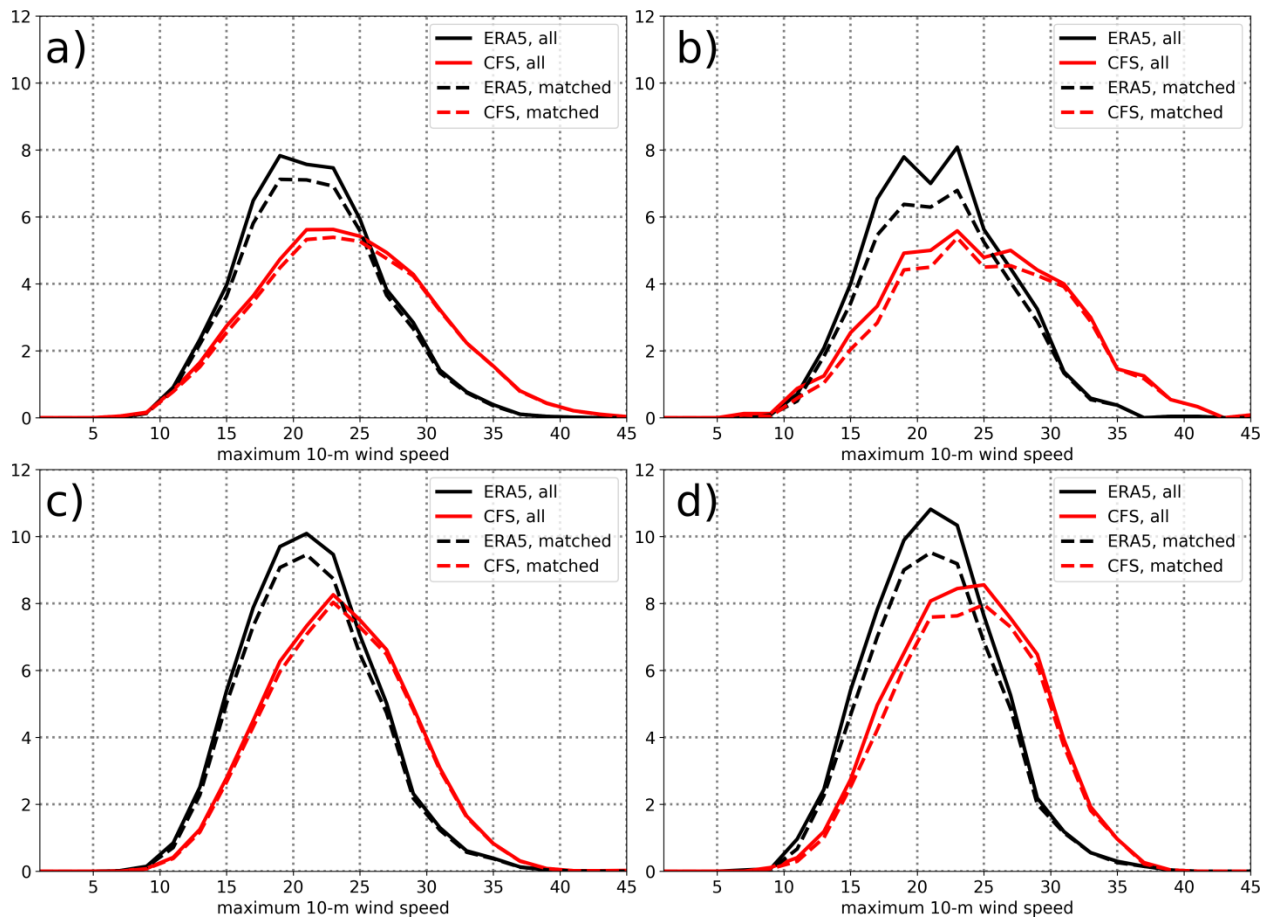 a)
ERA5, all
CFS, all
ERA5, matched
CFS, matched
12
10
8
6
4
2
0
5 10 15 20 25 30 35 40 45
maximum 10-m wind speed
b)
ERA5, all
CFS, all
ERA5, matched
CFS, matched
12
10
8
6
4
2
0
5 10 15 20 25 30 35 40 45
maximum 10-m wind speed
c)
ERA5, all
CFS, all
ERA5, matched
CFS, matched
12
10
8
6
4
2
0
5 10 15 20 25 30 35 40 45
maximum 10-m wind speed
d)
ERA5, all
CFS, all
ERA5, matched
CFS, matched
12
10
8
6
4
2
0
5 10 15 20 25 30 35 40 45
maximum 10-m wind speed